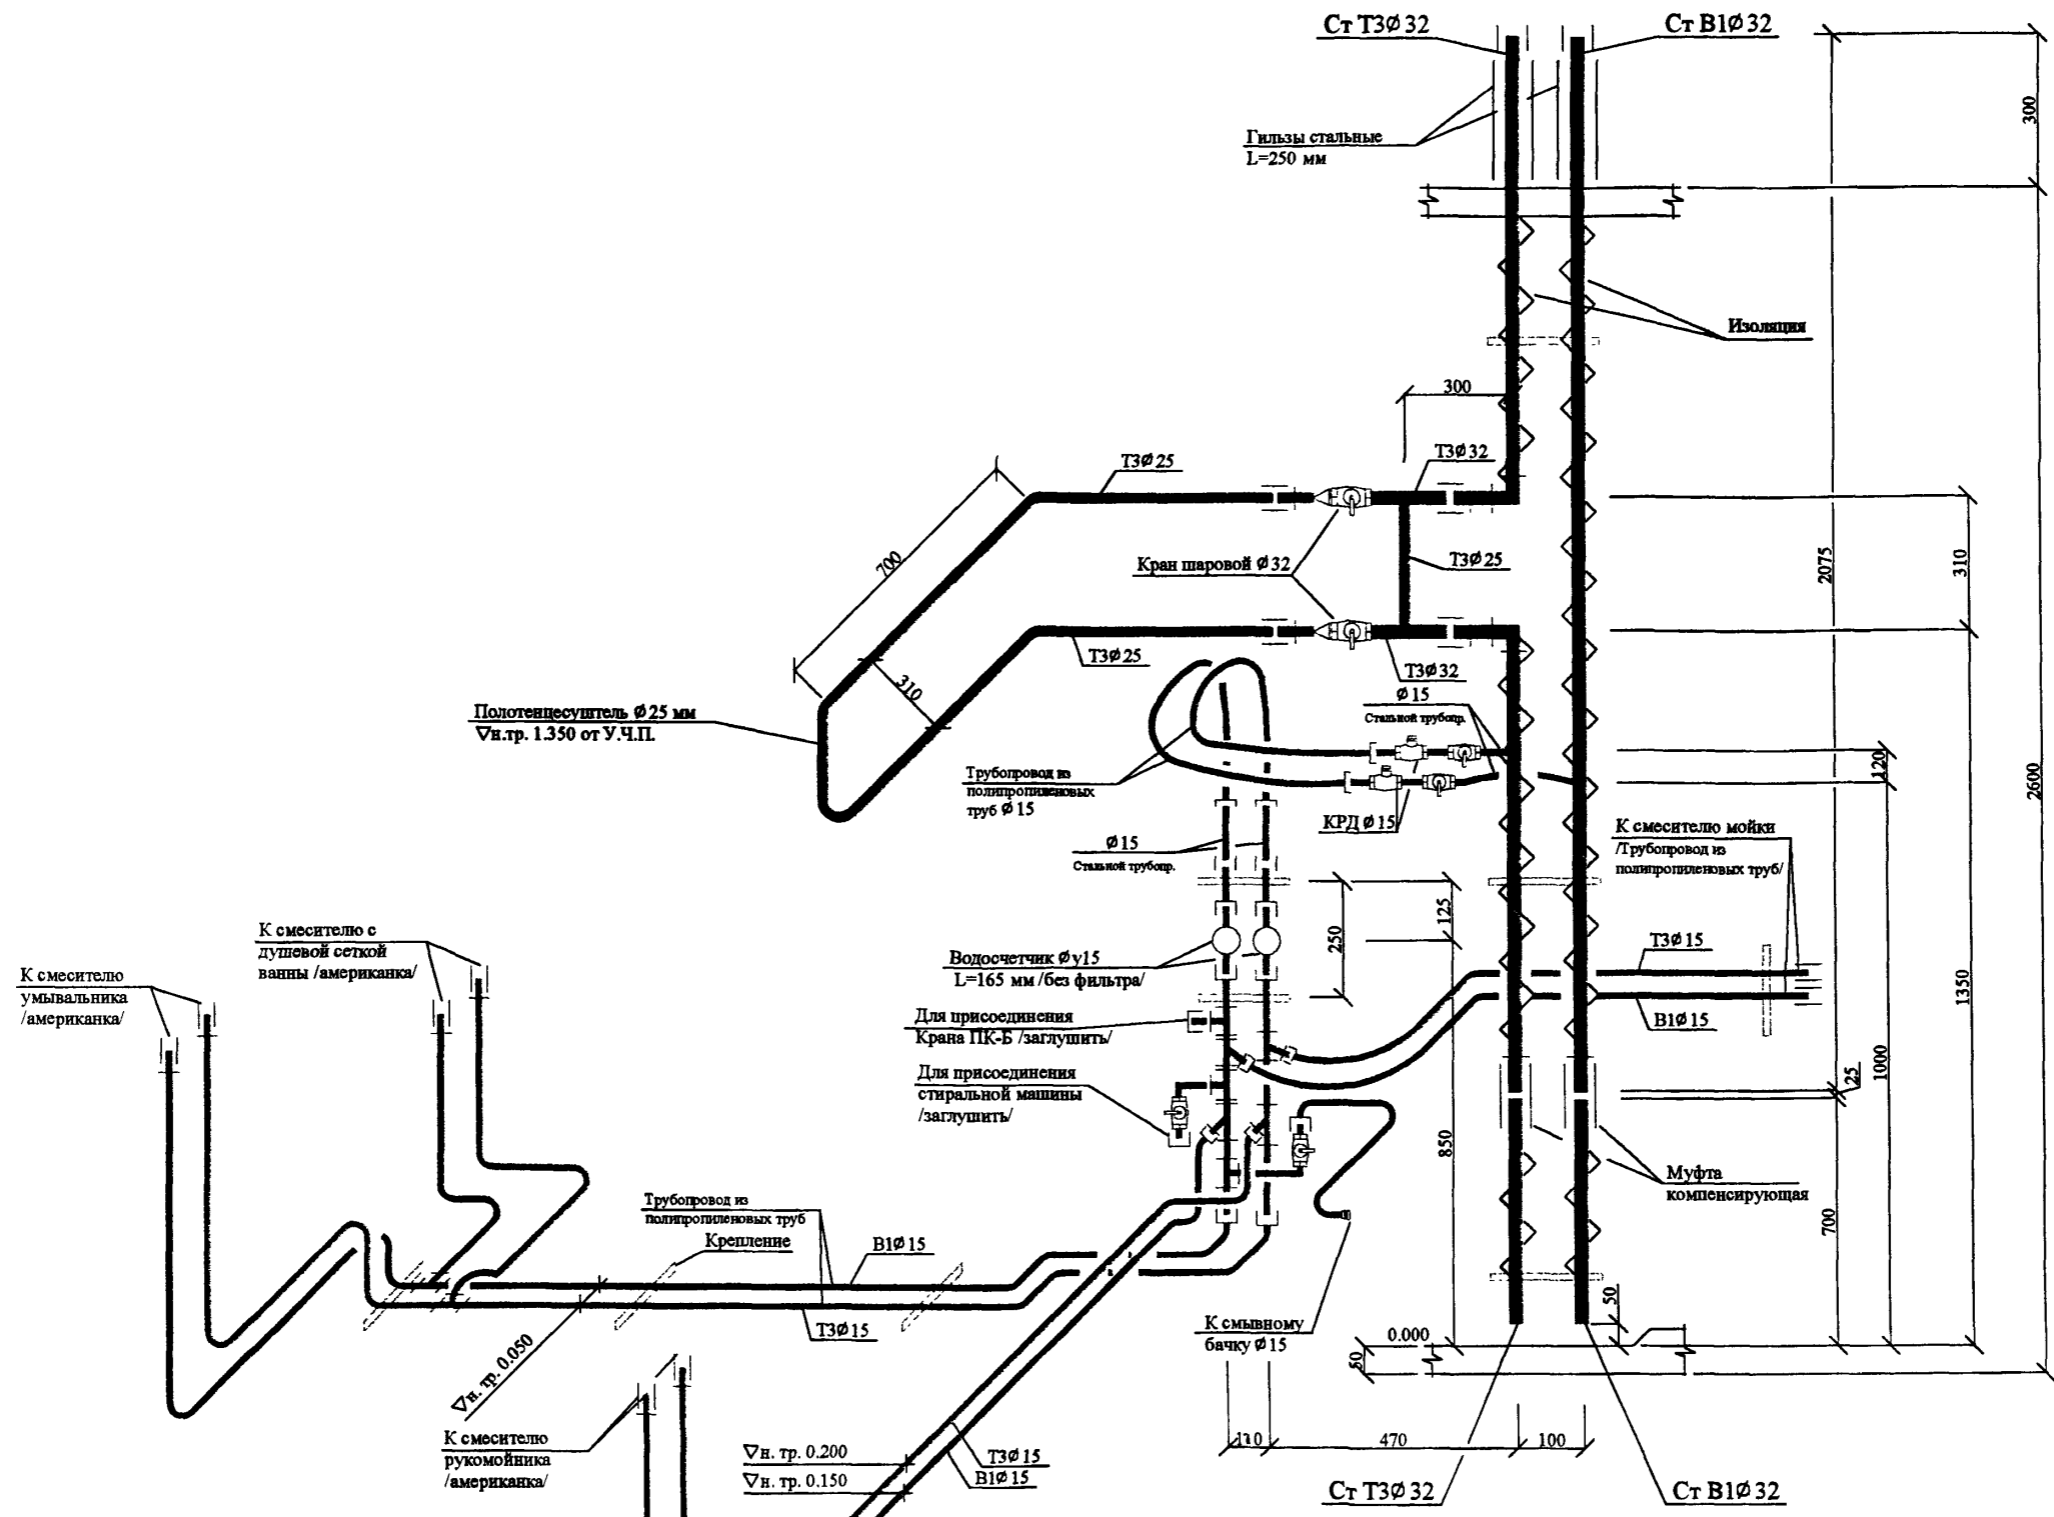 Ст Т3Ø32
Ст В1Ø32
300
Гильзы стальные
L=250 мм
Изоляция
300
Т3Ø25
Т3Ø32
700
Кран шаровой Ø32
Т3Ø25
2075
310
Т3Ø25
Т3Ø32
310
Полотенцесушитель Ø25 мм
▽н.тр. 1.350 от У.Ч.П.
Ø15
Стальной трубопр.
Трубопровод из
полипропиленовых
труб Ø15
КРД Ø15
120
2600
К смесителю мойки
/Трубопровод из
полипропиленовых труб/
Ø15
Стальной трубопр.
125
250
К смесителю с
душевой сеткой
ванны /американка/
К смесителю
умывальника
/американка/
Водосчетчик Øу15
L=165 мм /без фильтра/
Т3Ø15
В1Ø15
1350
Для присоединения
Крана ПК-Б /заглушить/
Для присоединения
стиральной машины
/заглушить/
25
1000
850
Муфта
компенсирующая
700
Трубопровод из
полипропиленовых труб
Крепление
В1Ø15
Т3Ø15
▽н. тр. 0.050
К смывному
бачку Ø15
0.000
50
50
К смесителю
рукомойника
/американка/
▽н. тр. 0.200
▽н. тр. 0.150
Т3Ø15
В1Ø15
110
470
100
Ст Т3Ø32
Ст В1Ø32